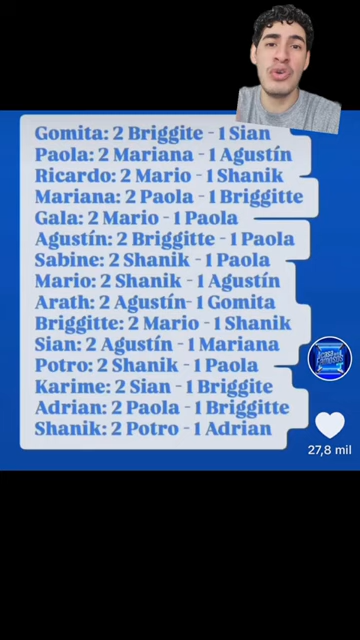 Gomita: 2 Briggite - 1 Sian
Paola: 2 Mariana - 1 Agustín
Ricardo: 2 Mario - 1 Shanik
Mariana: 2 Paola - 1 Briggitte
Gala: 2 Mario - 1 Paola
Agustín: 2 Briggitte - 1 Paola
Sabine: 2 Shanik - 1 Paola
Mario: 2 Shanik - 1 Agustín
Arath: 2 Agustín- 1 Gomita
Briggitte: 2 Mario - 1 Shanik
Sian: 2 Agustín - 1 Mariana
Potro: 2 Shanik - 1 Paola
Karime: 2 Sian - 1 Briggite
Adrian: 2 Paola - 1 Briggitte
Shanik: 2 Potro - 1 Adrian
27,8 mil